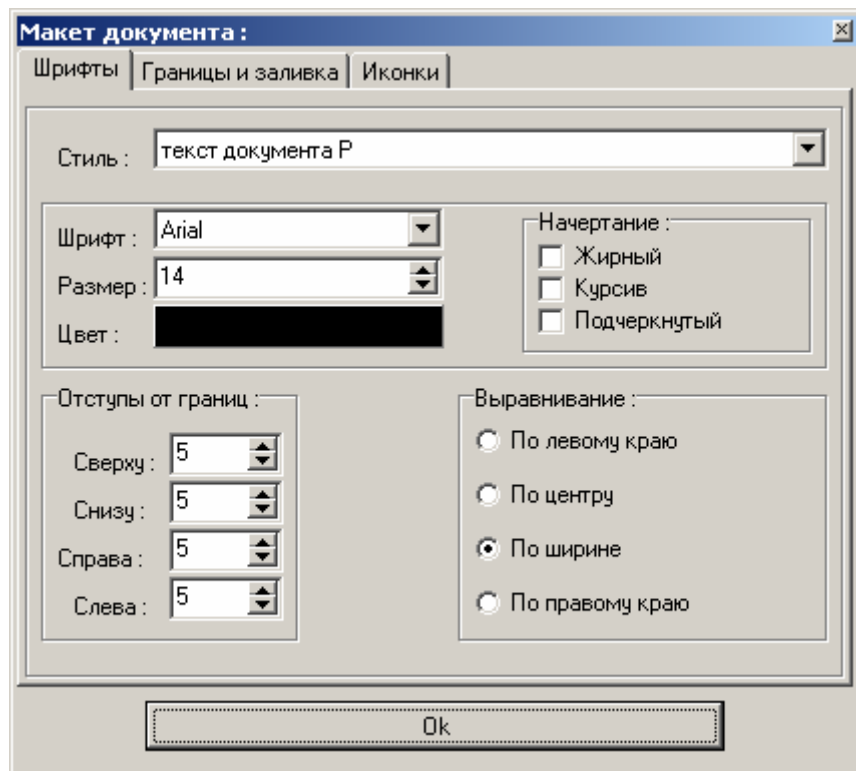 Макет документа :
Шрифты Границы и заливка Иконки
Стиль : текст документа P
Шрифт : Arial
Размер : 14
Цвет :
Начертание :
Жирный
Курсив
Подчеркнутый
Отступы от границ :
Сверху : 5
Снизу : 5
Справа : 5
Слева : 5
Выравнивание :
По левому краю
По центру
По ширине
По правому краю
Ok